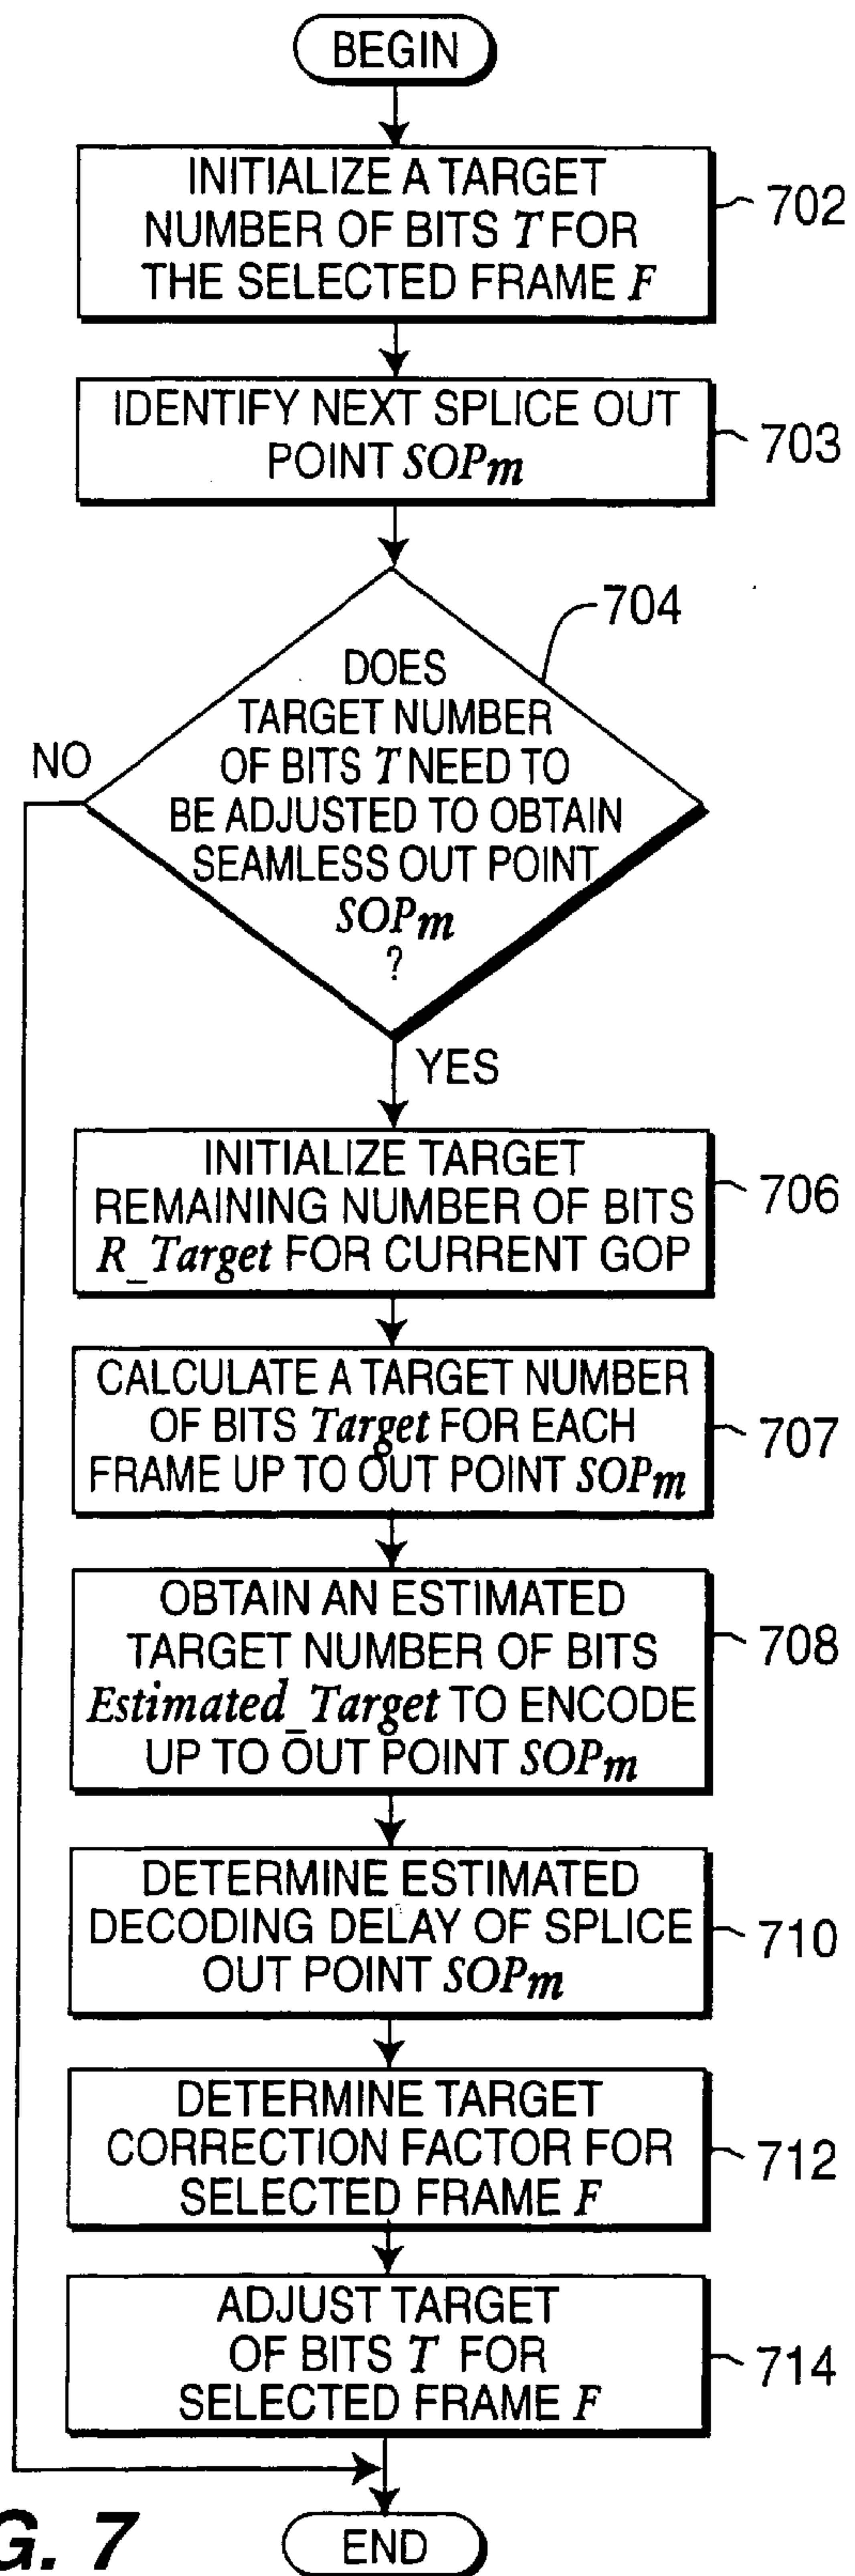 BEGIN
INITIALIZE A TARGET
NUMBER OF BITS T FOR
THE SELECTED FRAME F
702
IDENTIFY NEXT SPLICE OUT
POINT SOPm
703
704
DOES
TARGET NUMBER
OF BITS T NEED TO
BE ADJUSTED TO OBTAIN
SEAMLESS OUT POINT
SOPm
?
NO
YES
INITIALIZE TARGET
REMAINING NUMBER OF BITS
R_Target FOR CURRENT GOP
706
CALCULATE A TARGET NUMBER
OF BITS Target FOR EACH
FRAME UP TO OUT POINT SOPm
707
OBTAIN AN ESTIMATED
TARGET NUMBER OF BITS
Estimated_Target TO ENCODE
UP TO OUT POINT SOPm
708
DETERMINE ESTIMATED
DECODING DELAY OF SPLICE
OUT POINT SOPm
710
DETERMINE TARGET
CORRECTION FACTOR FOR
SELECTED FRAME F
712
ADJUST TARGET
OF BITS T FOR
SELECTED FRAME F
714
END
G. 7